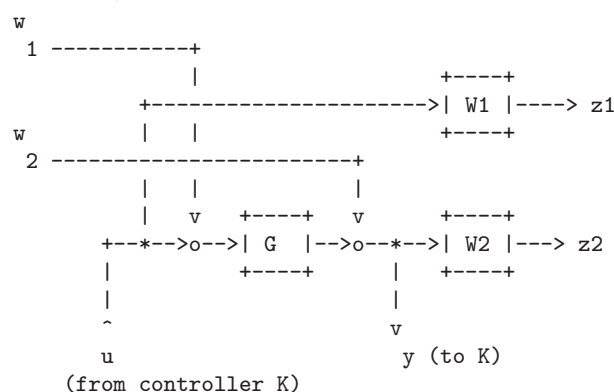 w
1 -----------+
|
+----+
+--------------------->| W1 |----> z1
w | | +----+
2 ------------------------+
| | |
| v +----+ v +----+
+--*-->o-->| G |-->o--*-->| W2 |---> z2
| +----+ | +----+
| |
^ v
u y (to K)
(from controller K)